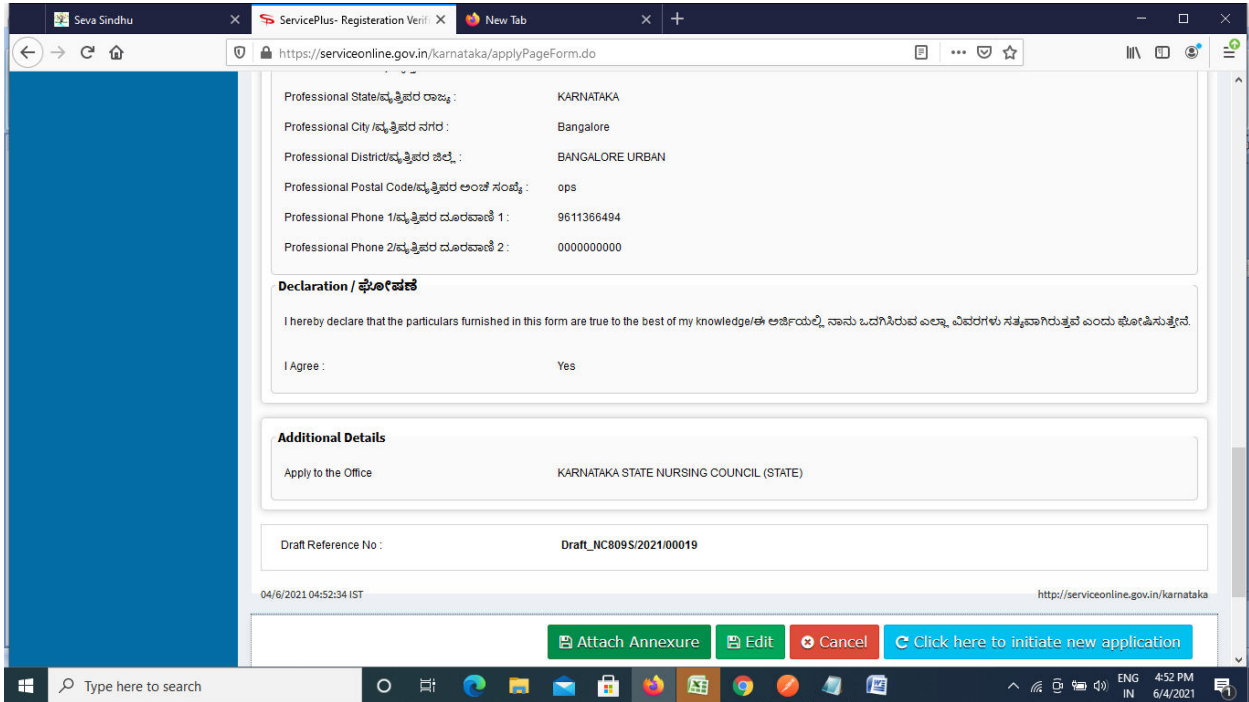 Seva Sindhu
ServicePlus- Registeration Verif
New Tab
https://serviceonline.gov.in/karnataka/applyPageForm.do
Professional State/ವೃತ್ತಿಪರ ರಾಜ್ಯ : KARNATAKA
Professional City /ವೃತ್ತಿಪರ ನಗರ : Bangalore
Professional District/ವೃತ್ತಿಪರ ಜಿಲ್ಲೆ : BANGALORE URBAN
Professional Postal Code/ವೃತ್ತಿಪರ ಅಂಚೆ ಸಂಖ್ಯೆ : ops
Professional Phone 1/ವೃತ್ತಿಪರ ದೂರವಾಣಿ 1 : 9611366494
Professional Phone 2/ವೃತ್ತಿಪರ ದೂರವಾಣಿ 2 : 0000000000
Declaration / ಘೋಷಣೆ
I hereby declare that the particulars furnished in this form are true to the best of my knowledge/ಈ ಅರ್ಜಿಯಲ್ಲಿ ನಾನು ಒದಗಿಸಿರುವ ಎಲ್ಲಾ ವಿವರಗಳು ಸತ್ಯವಾಗಿರುತ್ತವೆ ಎಂದು ಘೋಷಿಸುತ್ತೇನೆ.
I Agree : Yes
Additional Details
Apply to the Office KARNATAKA STATE NURSING COUNCIL (STATE)
Draft Reference No : Draft_NC809S/2021/00019
04/6/2021 04:52:34 IST http://serviceonline.gov.in/karnataka
Attach Annexure Edit Cancel Click here to initiate new application
Type here to search
ENG 4:52 PM
IN 6/4/2021